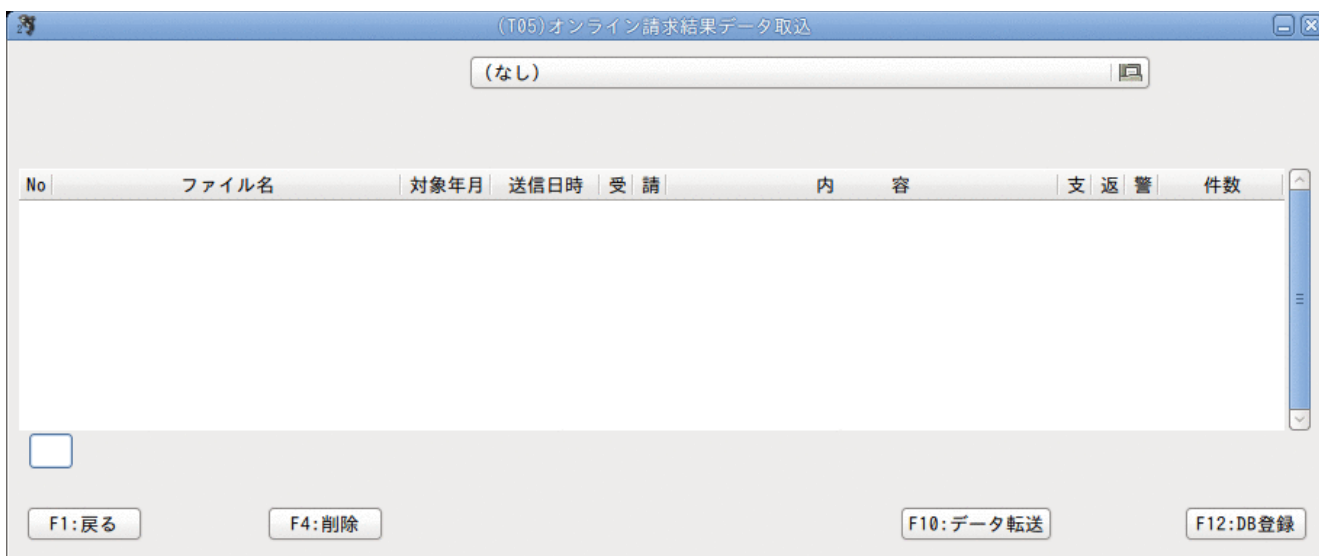 (T05)オンライン請求結果データ取込
(なし)
No ファイル名 対象年月 送信日時 受 請 内 容 支 返 警 件数
F1:戻る F4:削除 F10:データ転送 F12:DB登録